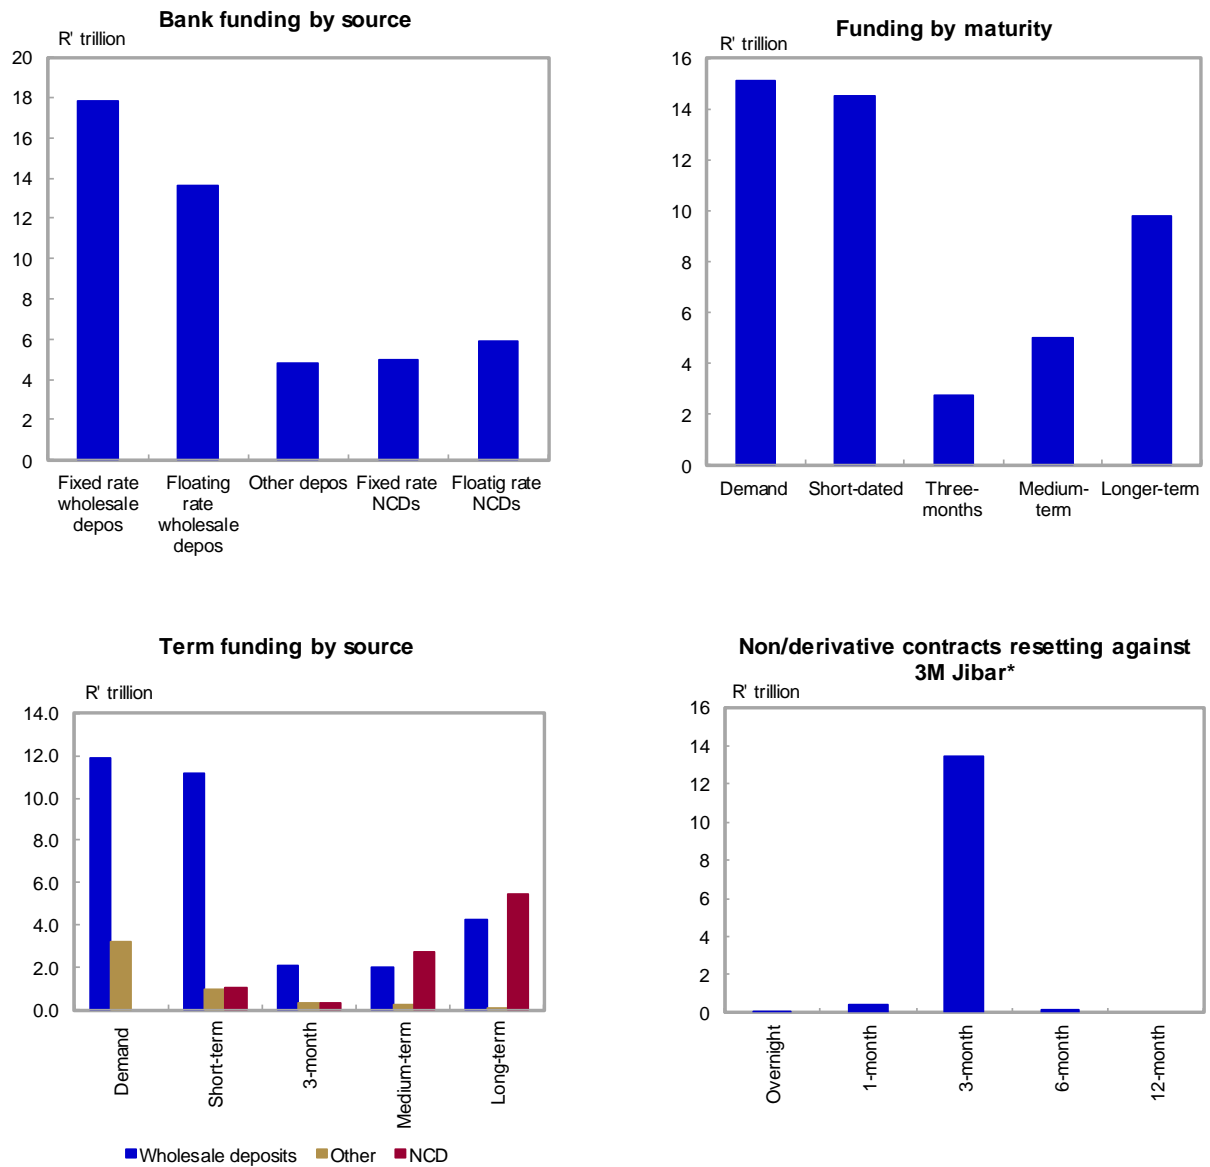 Bank funding by source
R' trillion
20
18
16
14
12
10
8
6
4
2
0
Fixed rate
wholesale
depos
Floating
rate
wholesale
depos
Other depos
Fixed rate
NCDs
Floatig rate
NCDs
Funding by maturity
R' trillion
16
14
12
10
8
6
4
2
0
Demand
Short-dated
Three-
months
Medium-
term
Longer-term
Term funding by source
R' trillion
14.0
12.0
10.0
8.0
6.0
4.0
2.0
0.0
Demand
Short-term
3-month
Medium-term
Long-term
Wholesale deposits
Other
NCD
Non/derivative contracts resetting against
3M Jibar*
R' trillion
16
14
12
10
8
6
4
2
0
Overnight
1-month
3-month
6-month
12-month